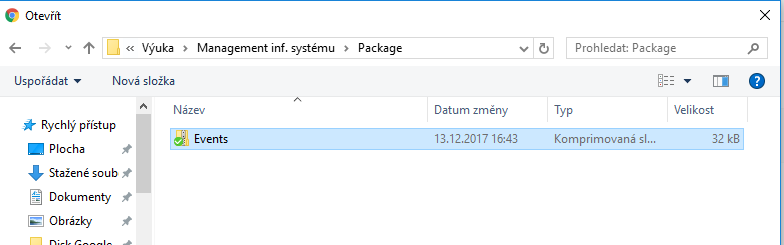 Otevřít
« Výuka > Management inf. systému > Package
Prohledat: Package
Uspořádat Nová složka
Název Datum změny Typ Velikost
Rychlý přístup
Events 13.12.2017 16:43 Komprimovaná sl... 32 kB
Plocha
Stažené soub
Dokumenty
Obrázky
Disk Google